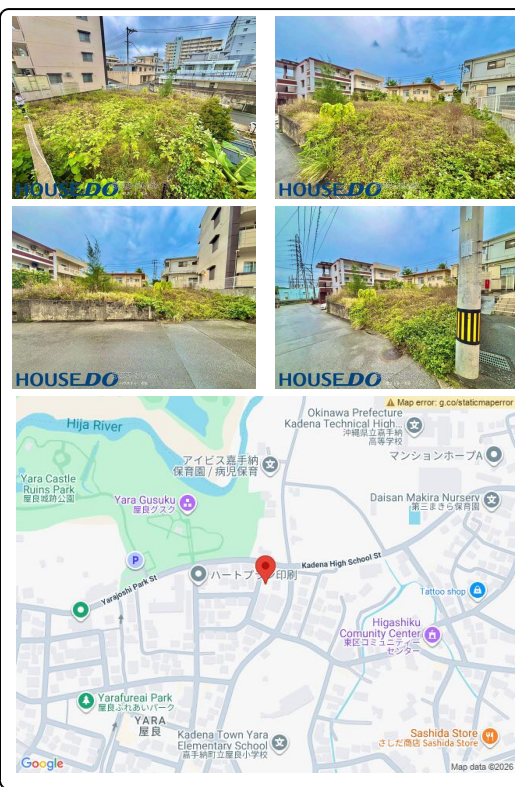 HOUSEDO
HOUSEDO
HOUSEDO
HOUSEDO
Map error: g.co/staticmaperror
Okinawa Prefecture
Kadena Technical High...
沖縄県立嘉手納
高等学校
Hija River
アイビス嘉手納
保育園 / 病児保育
マンションホープA
Yara Castle
Ruins Park
屋良城跡公園
Yara Gusuku
屋良グスク
Daisan Makira Nursery
第三まきら保育園
P
Kadena High School St
ハートプラン印刷
Yarajoshi Park St
Tattoo shop
Higashiku
Comunity Center
東区コミュニティー
センター
Yarafureai Park
屋良ふれあいパーク
YARA
屋良
Kadena Town Yara
Elementary School
嘉手納町立屋良小学校
Sashida Store
さしだ商店 Sashida Store
Google
Map data ©2026